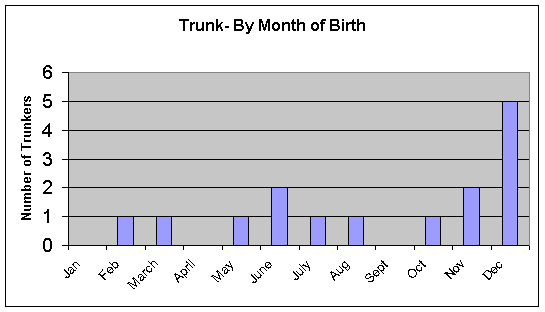 Trunk- By Month of Birth
Number of Trunkers
6
5
4
3
2
1
0
Jan
Feb
March
April
May
June
July
Aug
Sept
Oct
Nov
Dec